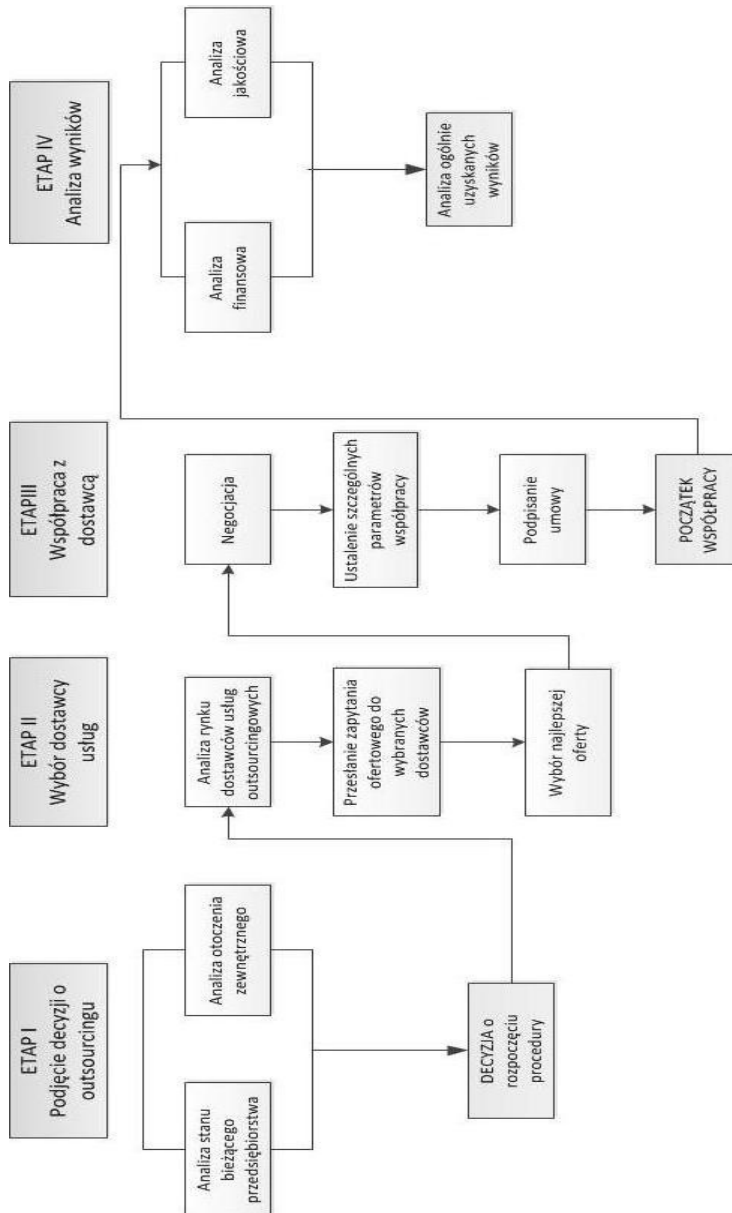 ETAP I
Podjęcie decyzji o
outsourcingu
Analiza stanu
bieżącego
przedsiębiorstwa
Analiza otoczenia
zewnętrznego
DECYZJA o
rozpoczęciu
procedury
ETAP II
Wybór dostawcy
usług
Analiza rynku
dostawców usług
outsourcingowych
Przesłanie zapytania
ofertowego do
wybranych
dostawców
Wybór najlepszej
oferty
ETAPIII
Współpraca z
dostawcą
Negocjacja
Ustalenie szczególnych
parametrów
współpracy
Podpisanie
umowy
POCZĄTEK
WSPÓŁPRACY
ETAP IV
Analiza wyników
Analiza
finansowa
Analiza
jakościowa
Analiza ogólnie
uzyskanych
wyników